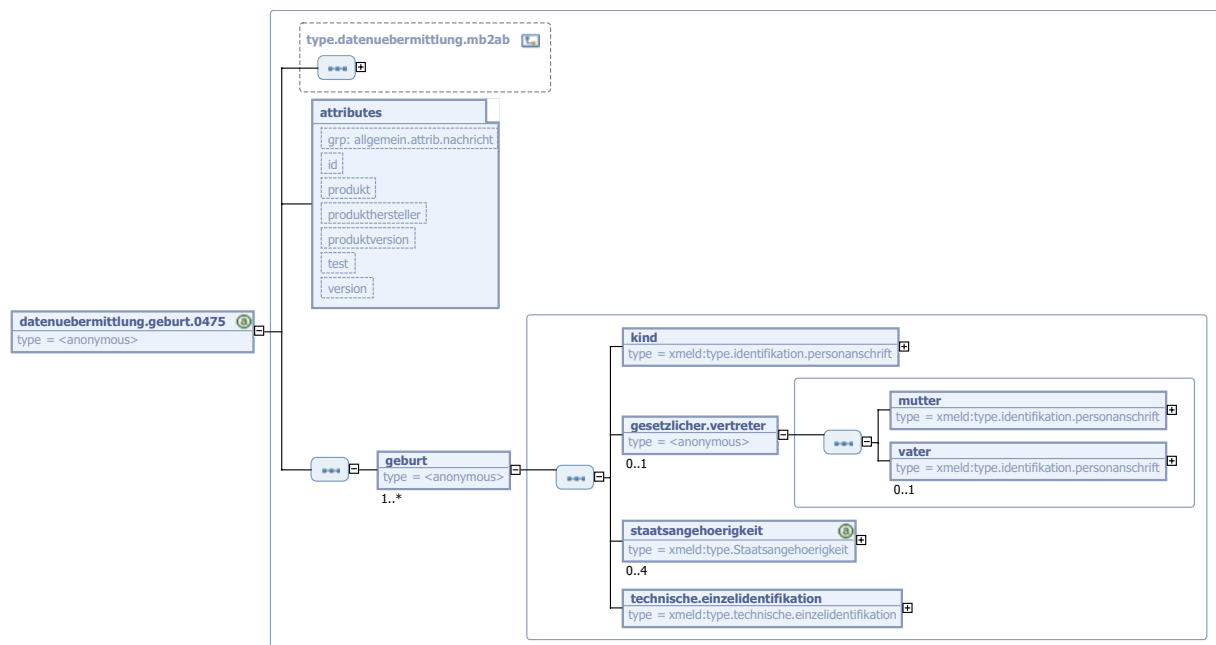 type.datenuebermittlung.mb2ab
attributes
grp: allgemein.attrib.nachricht
id
produkt
produkthersteller
produktversion
test
version
datenuebermittlung.geburt.0475 a
type = <anonymous>
geburt
type = <anonymous>
1..*
kind
type = xmeld:type.identifikation.personanschrift
gesetzlicher.vertreter
type = <anonymous>
0..1
mutter
type = xmeld:type.identifikation.personanschrift
vater
type = xmeld:type.identifikation.personanschrift
0..1
staatsangehoerigkeit a
type = xmeld:type.Staatsangehoerigkeit
0..4
technische.einzelidentifikation
type = xmeld:type.technische.einzelidentifikation